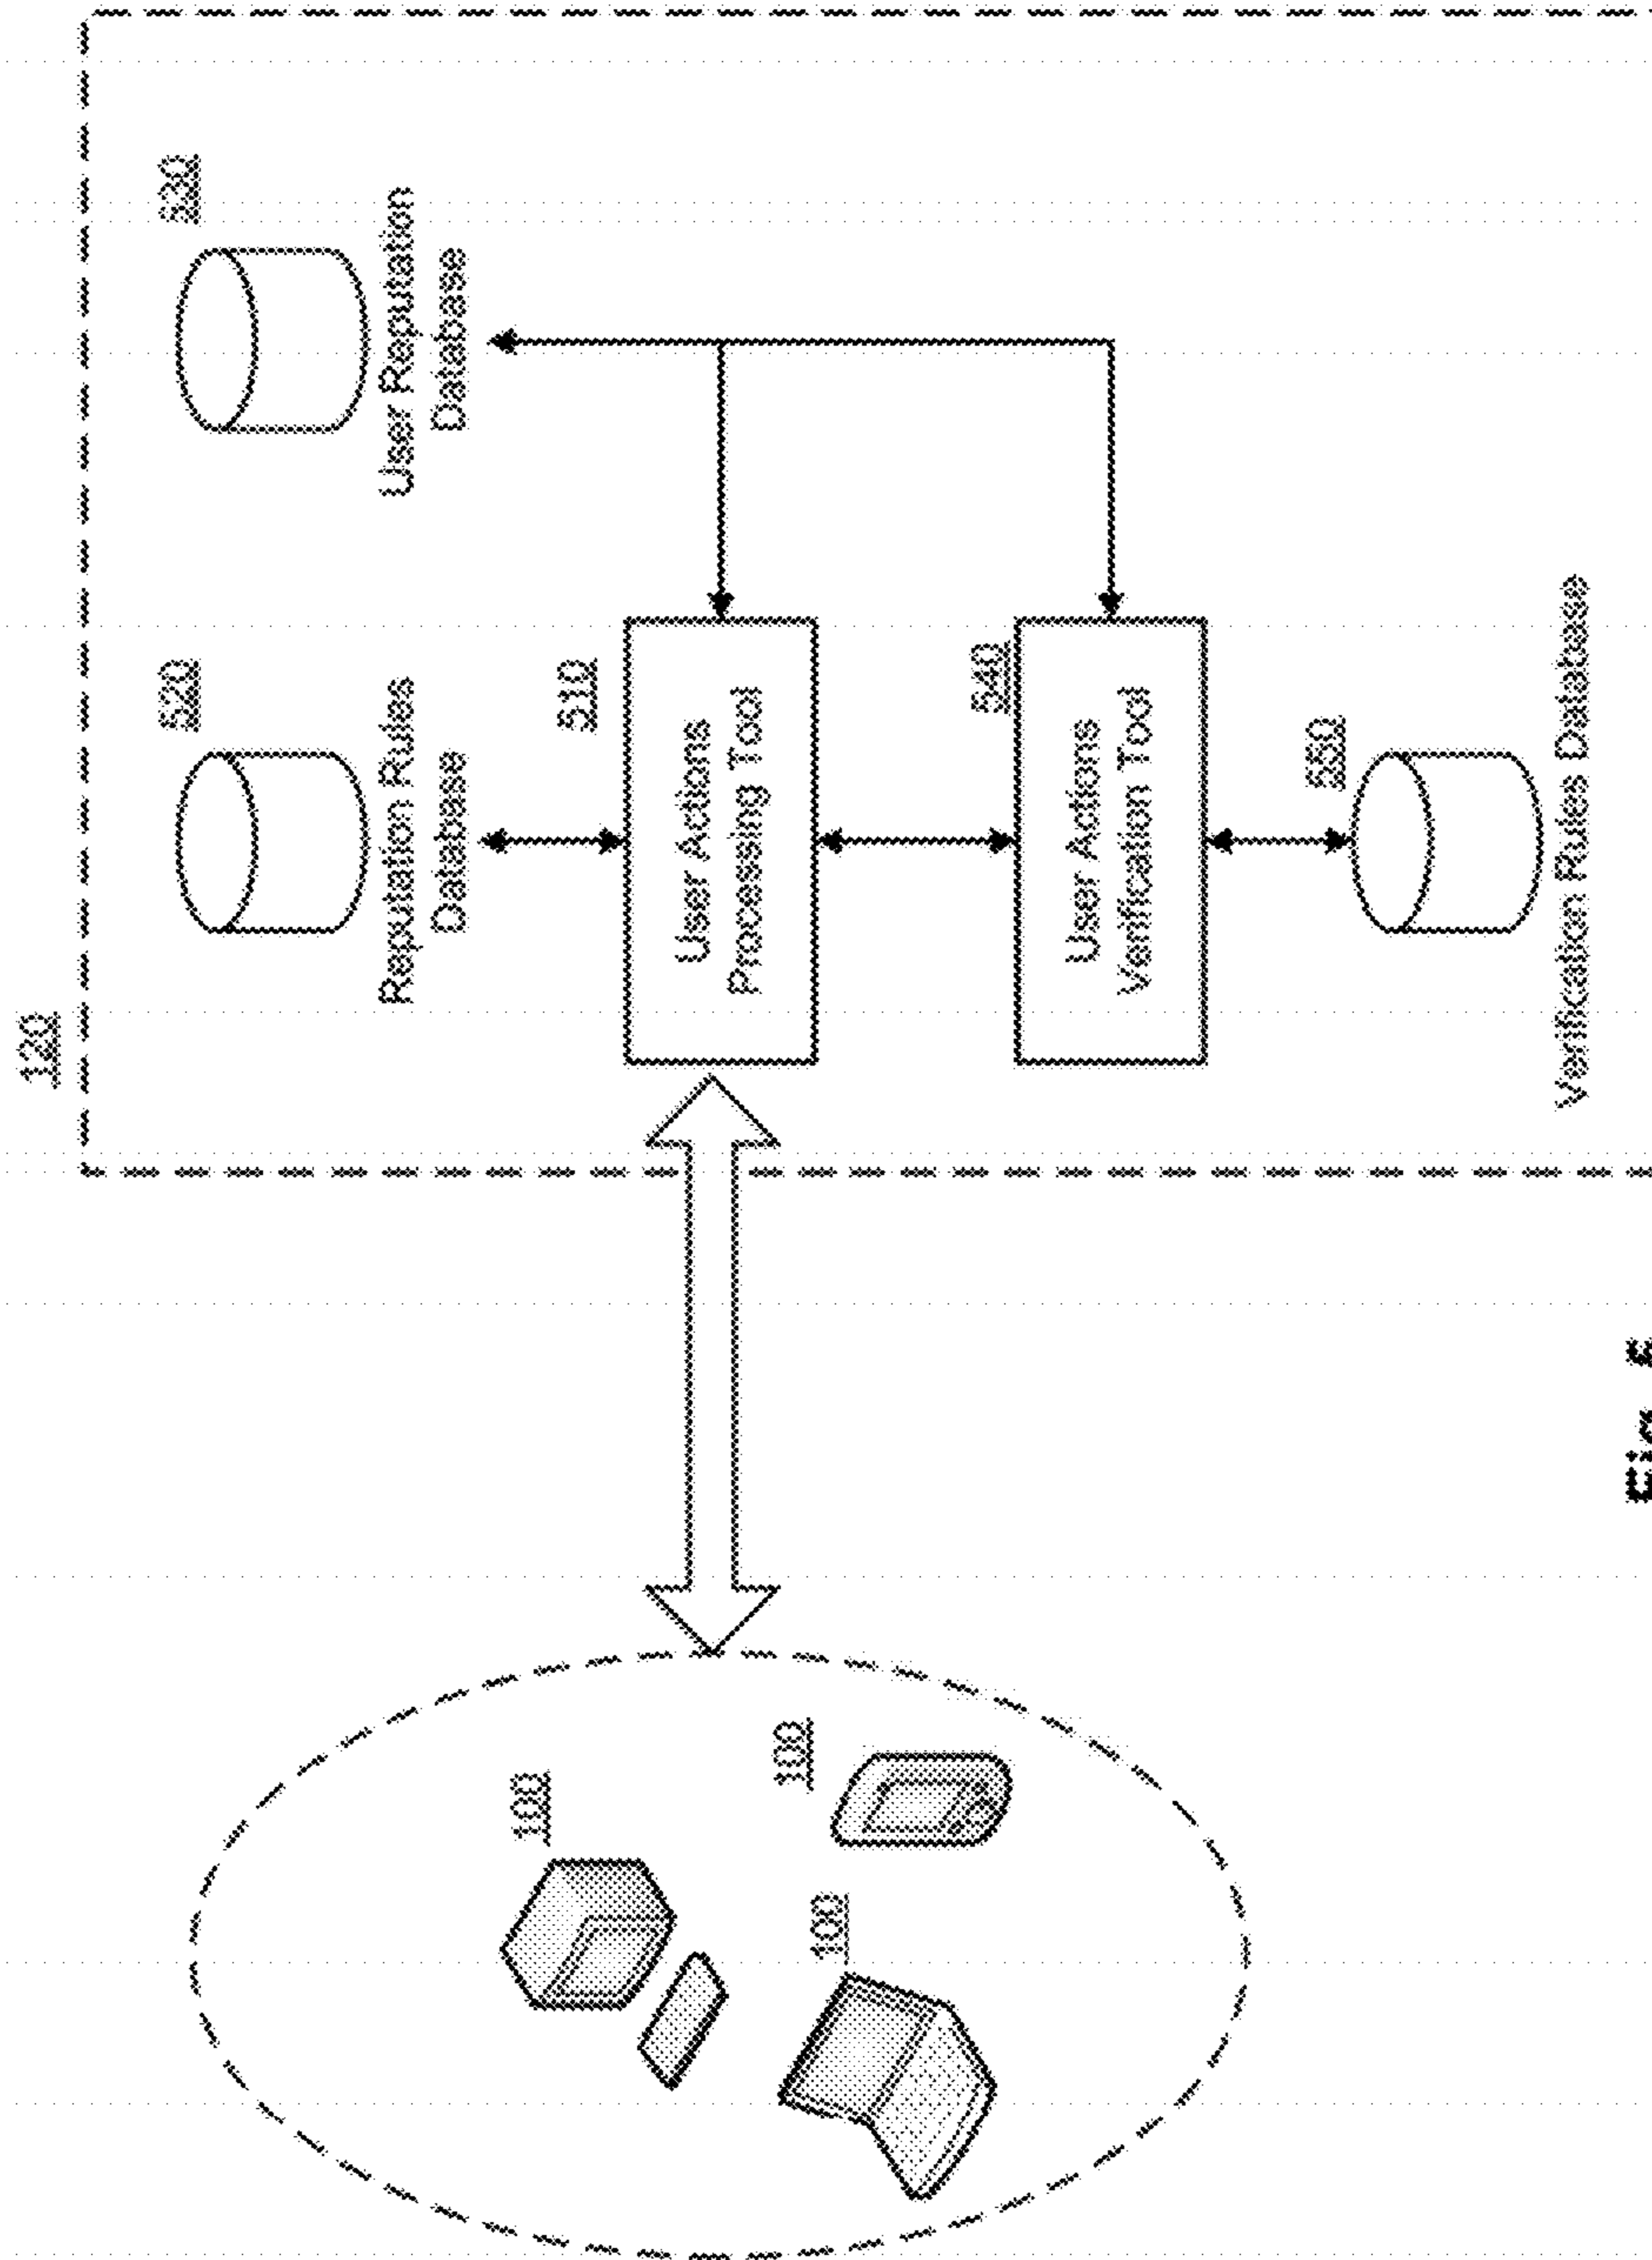 120
520
Reputation Rules
Database
330
User Reputation
Database
510
User Actions
Processing Tool
540
User Actions
Verification Tool
550
Verification Rules Database
100
100
100